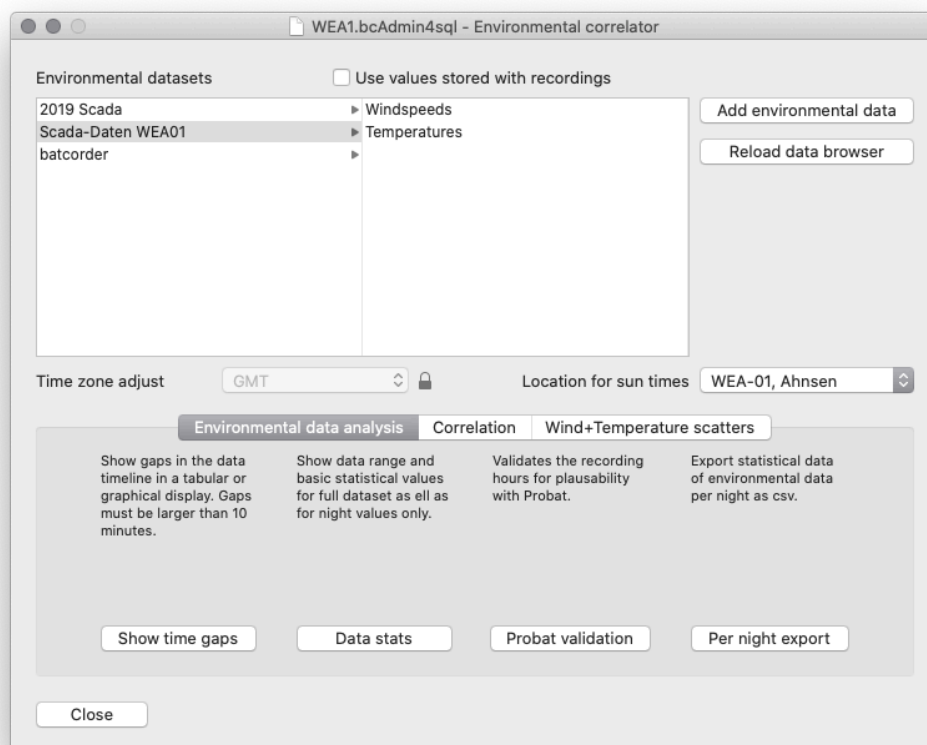 WEA1.bcAdmin4sql - Environmental correlator
Environmental datasets
Use values stored with recordings
2019 Scada
Scada-Daten WEA01
batcorder
Windspeeds
Temperatures
Add environmental data
Reload data browser
Time zone adjust
GMT
Location for sun times
WEA-01, Ahnsen
Environmental data analysis
Correlation
Wind+Temperature scatters
Show gaps in the data
timeline in a tabular or
graphical display. Gaps
must be larger than 10
minutes.
Show data range and
basic statistical values
for full dataset as ell as
for night values only.
Validates the recording
hours for plausability
with Probat.
Export statistical data
of environmental data
per night as csv.
Show time gaps
Data stats
Probat validation
Per night export
Close